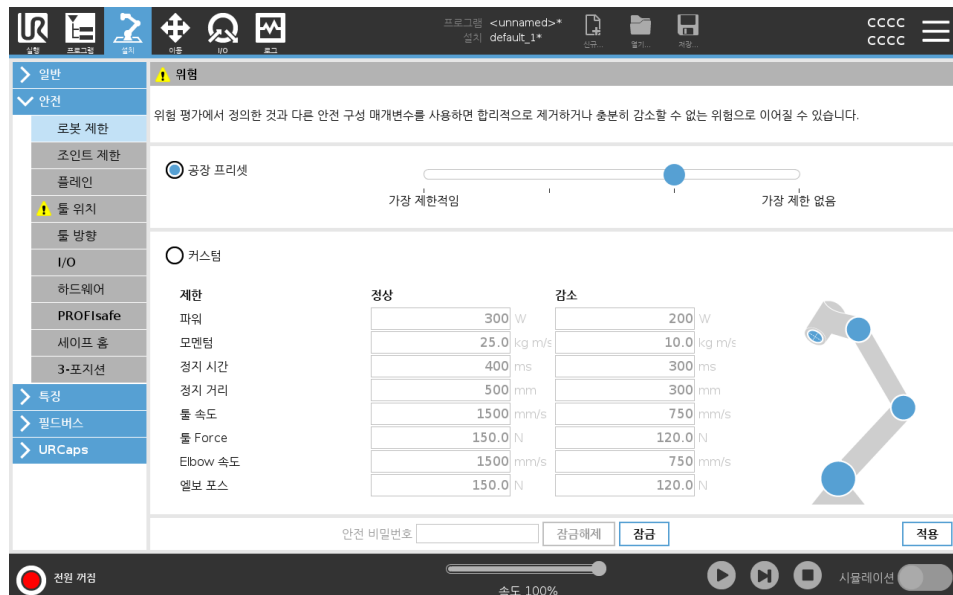 프로그램 <unnamed>*
설치 default_1*
CCCC
CCCC
실행 프로그램 설치 이동 I/O 로그 신규... 열기... 저장...
일반
안전
로봇 제한
조인트 제한
플레인
툴 위치
툴 방향
I/O
하드웨어
PROFIsafe
세이프 홈
3-포지션
특징
필드버스
URCaps
위험
위험 평가에서 정의한 것과 다른 안전 구성 매개변수를 사용하면 합리적으로 제거하거나 충분히 감소할 수 없는 위험으로 이어질 수 있습니다.
공장 프리셋
가장 제한적임 가장 제한 없음
커스텀
제한 정상 감소
파워 300 W 200 W
모멘텀 25.0 kg m/s 10.0 kg m/s
정지 시간 400 ms 300 ms
정지 거리 500 mm 300 mm
툴 속도 1500 mm/s 750 mm/s
툴 Force 150.0 N 120.0 N
Elbow 속도 1500 mm/s 750 mm/s
엘보 포스 150.0 N 120.0 N
안전 비밀번호 잠금해제 잠금 적용
전원 꺼짐
속도 100%
시뮬레이션